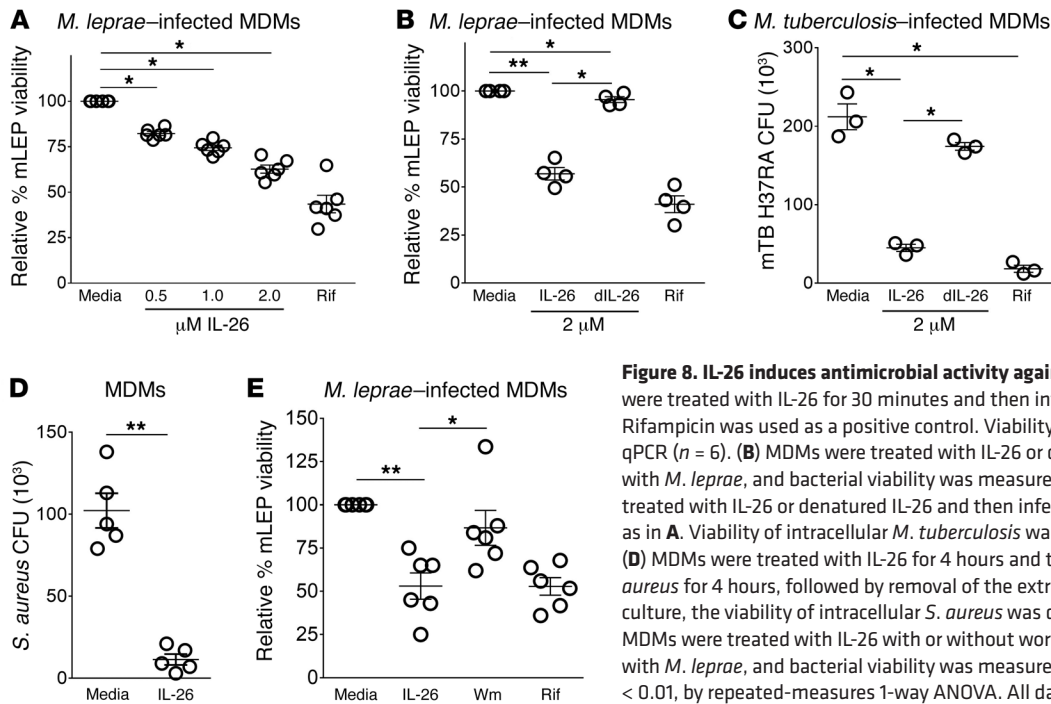 A M. leprae–infected MDMs
Relative % mLEP viability
100
75
50
25
0
* * *
Media 0.5 1.0 2.0 Rif
μM IL-26
B M. leprae–infected MDMs
Relative % mLEP viability
100
75
50
25
0
** * *
Media IL-26 dIL-26 Rif
2 μM
C M. tuberculosis–infected MDMs
mTB H37RA CFU (10³)
300
200
100
0
* * *
Media IL-26 dIL-26 Rif
2 μM
D MDMs
S. aureus CFU (10³)
150
100
50
0
**
Media IL-26
E M. leprae–infected MDMs
Relative % mLEP viability
150
125
100
75
50
25
0
** *
Media IL-26 Wm Rif
Figure 8. IL-26 induces antimicrobial activity agai
were treated with IL-26 for 30 minutes and then in
Rifampicin was used as a positive control. Viability
qPCR (n = 6). (B) MDMs were treated with IL-26 or
with M. leprae, and bacterial viability was measure
treated with IL-26 or denatured IL-26 and then infe
as in A. Viability of intracellular M. tuberculosis wa
(D) MDMs were treated with IL-26 for 4 hours and t
aureus for 4 hours, followed by removal of the extr
culture, the viability of intracellular S. aureus was
MDMs were treated with IL-26 with or without wor
with M. leprae, and bacterial viability was measure
< 0.01, by repeated-measures 1-way ANOVA. All da